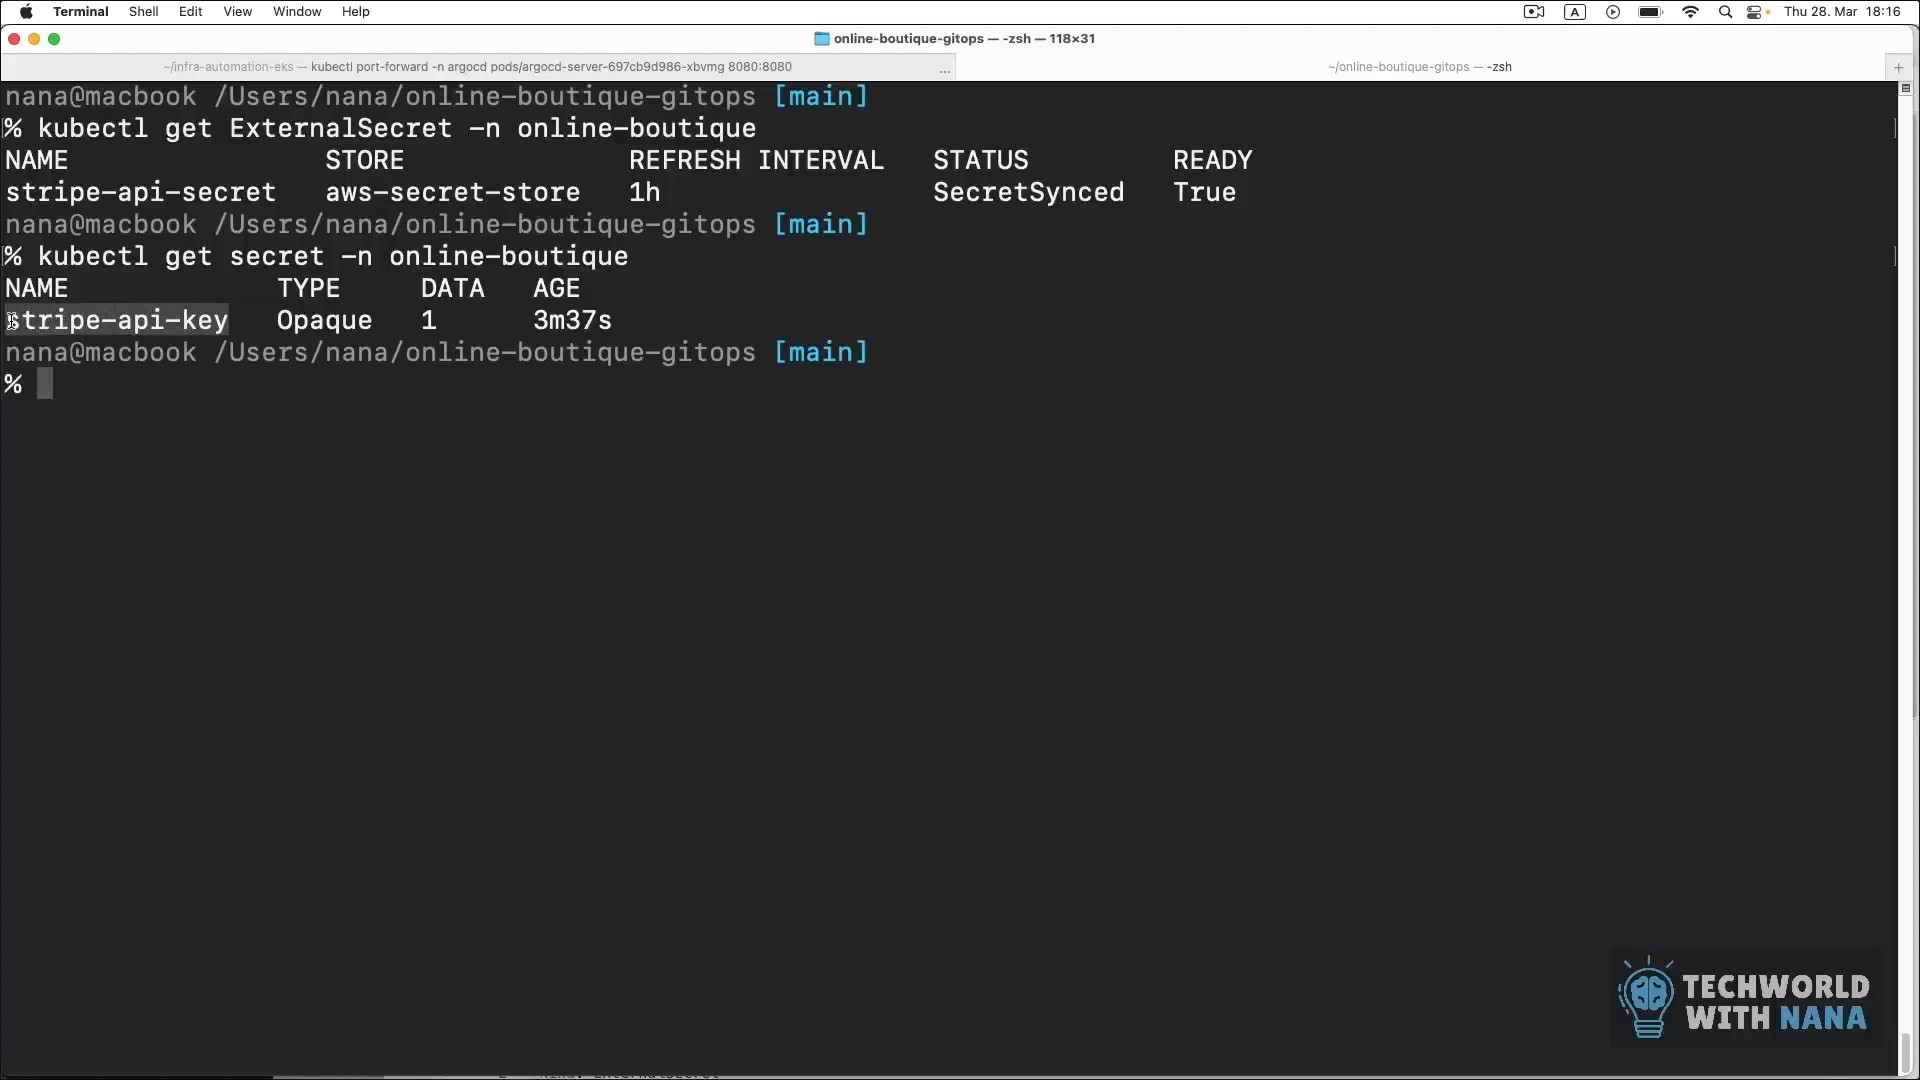 Terminal Shell Edit View Window Help A Thu 28. Mar 18:16
online-boutique-gitops — -zsh — 118×31
~/infra-automation-eks — kubectl port-forward -n argocd pods/argocd-server-697cb9d986-xbvmg 8080:8080 ... ~/online-boutique-gitops — -zsh +
nana@macbook /Users/nana/online-boutique-gitops [main]
% kubectl get ExternalSecret -n online-boutique
NAME STORE REFRESH INTERVAL STATUS READY
stripe-api-secret aws-secret-store 1h SecretSynced True
nana@macbook /Users/nana/online-boutique-gitops [main]
% kubectl get secret -n online-boutique
NAME TYPE DATA AGE
stripe-api-key Opaque 1 3m37s
nana@macbook /Users/nana/online-boutique-gitops [main]
%
TECHWORLD
WITH NANA